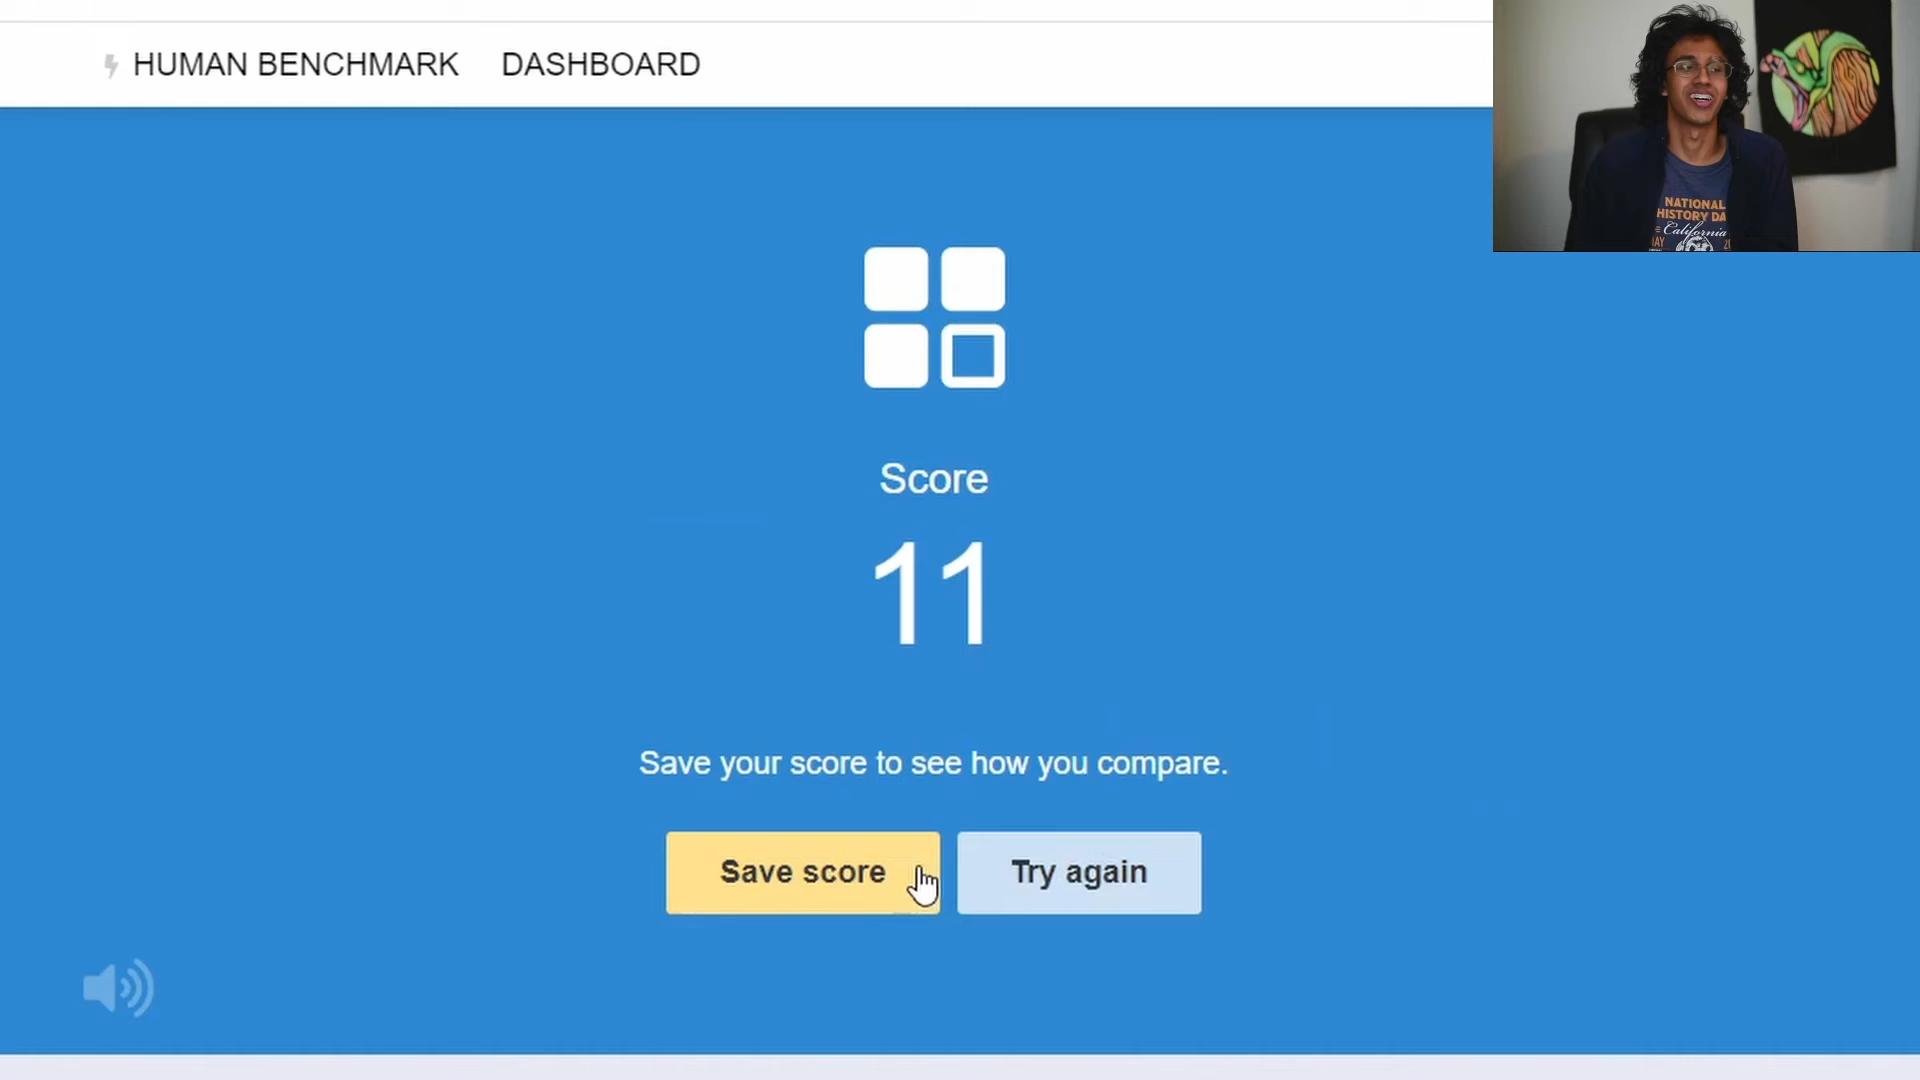 HUMAN BENCHMARK DASHBOARD
NATIONAL
HISTORY DA
California
Score
11
Save your score to see how you compare.
Save score Try again